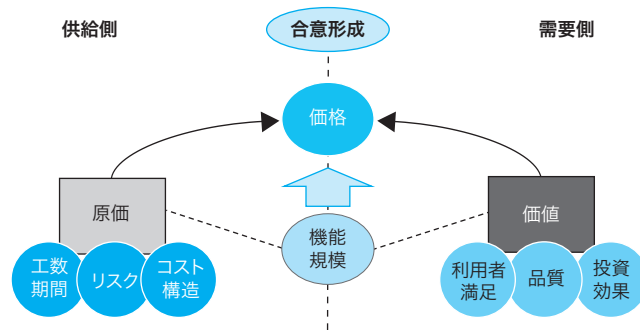 供給側
合意形成
需要側
価格
原価
機能
規模
価値
工数
期間
リスク
コスト
構造
利用者
満足
品質
投資
効果